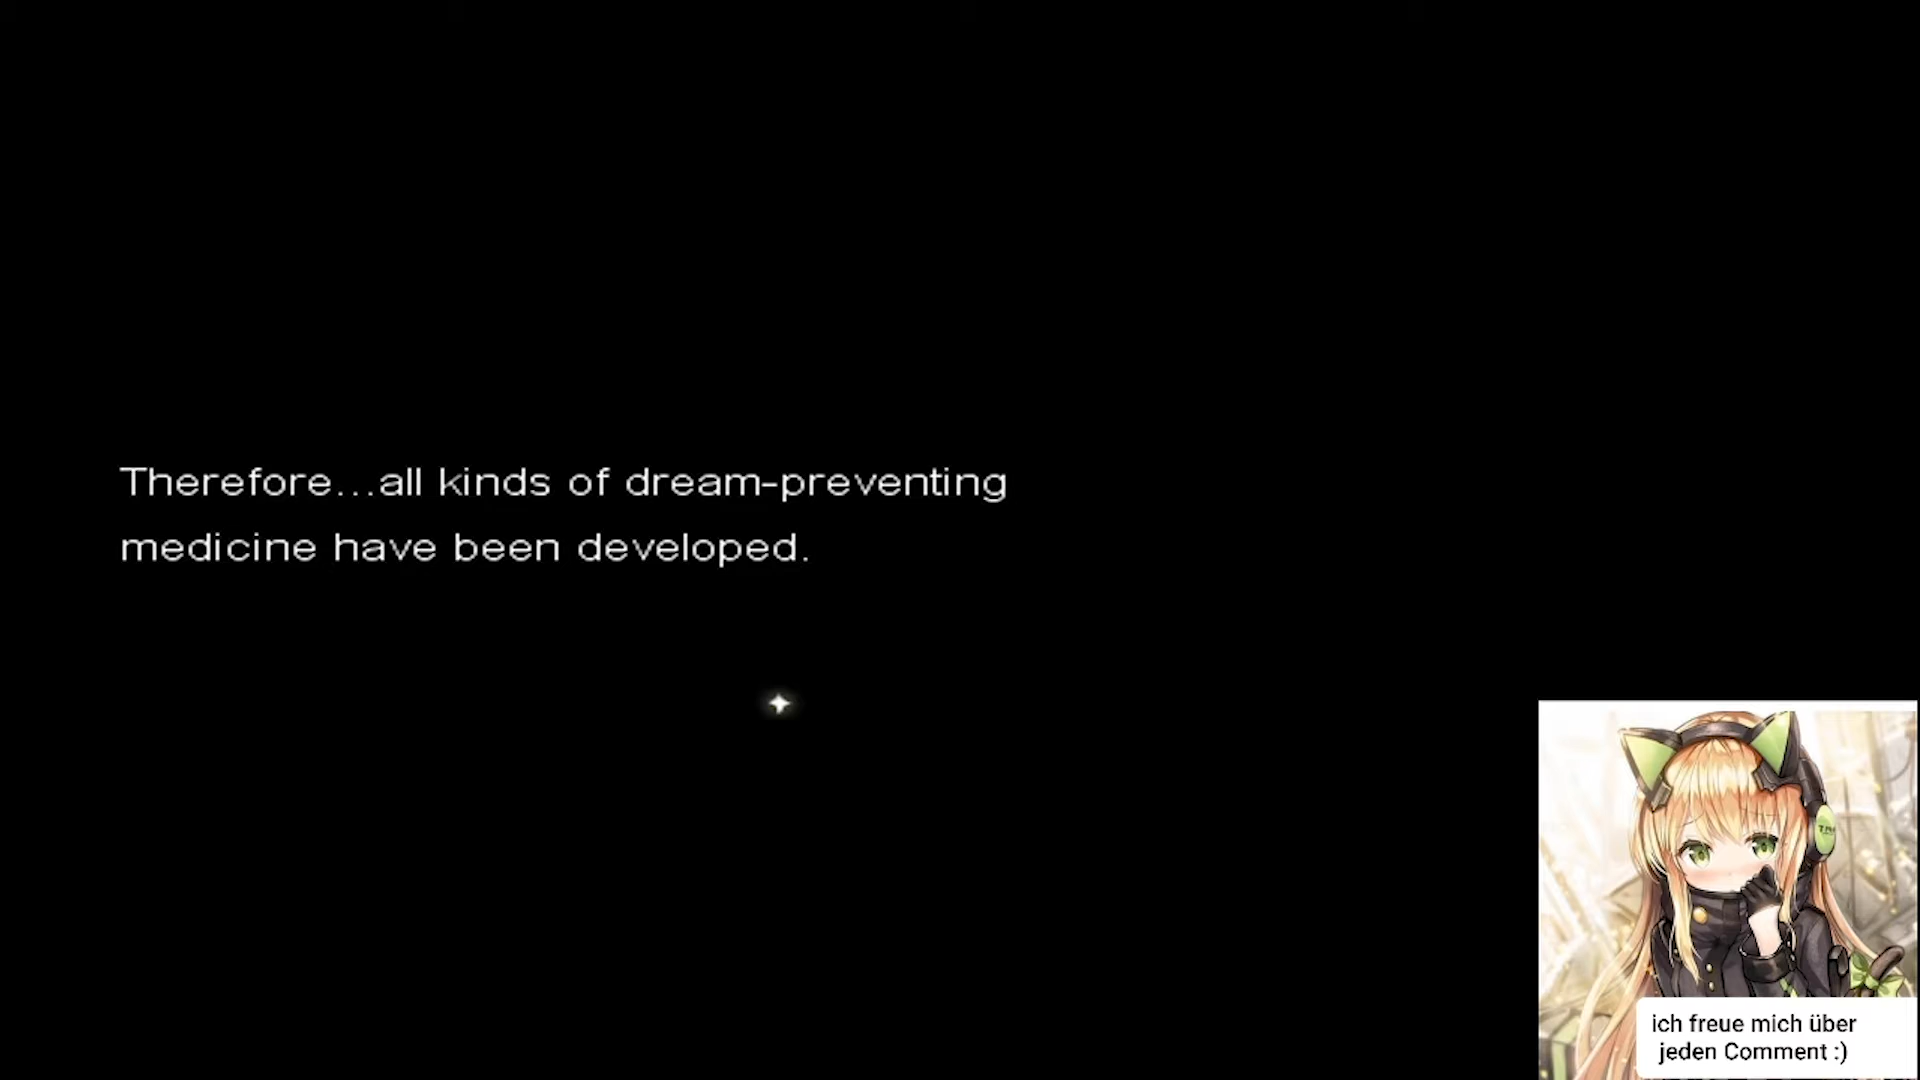 Therefore...all kinds of dream-preventing
medicine have been developed.
ich freue mich über
jeden Comment :)